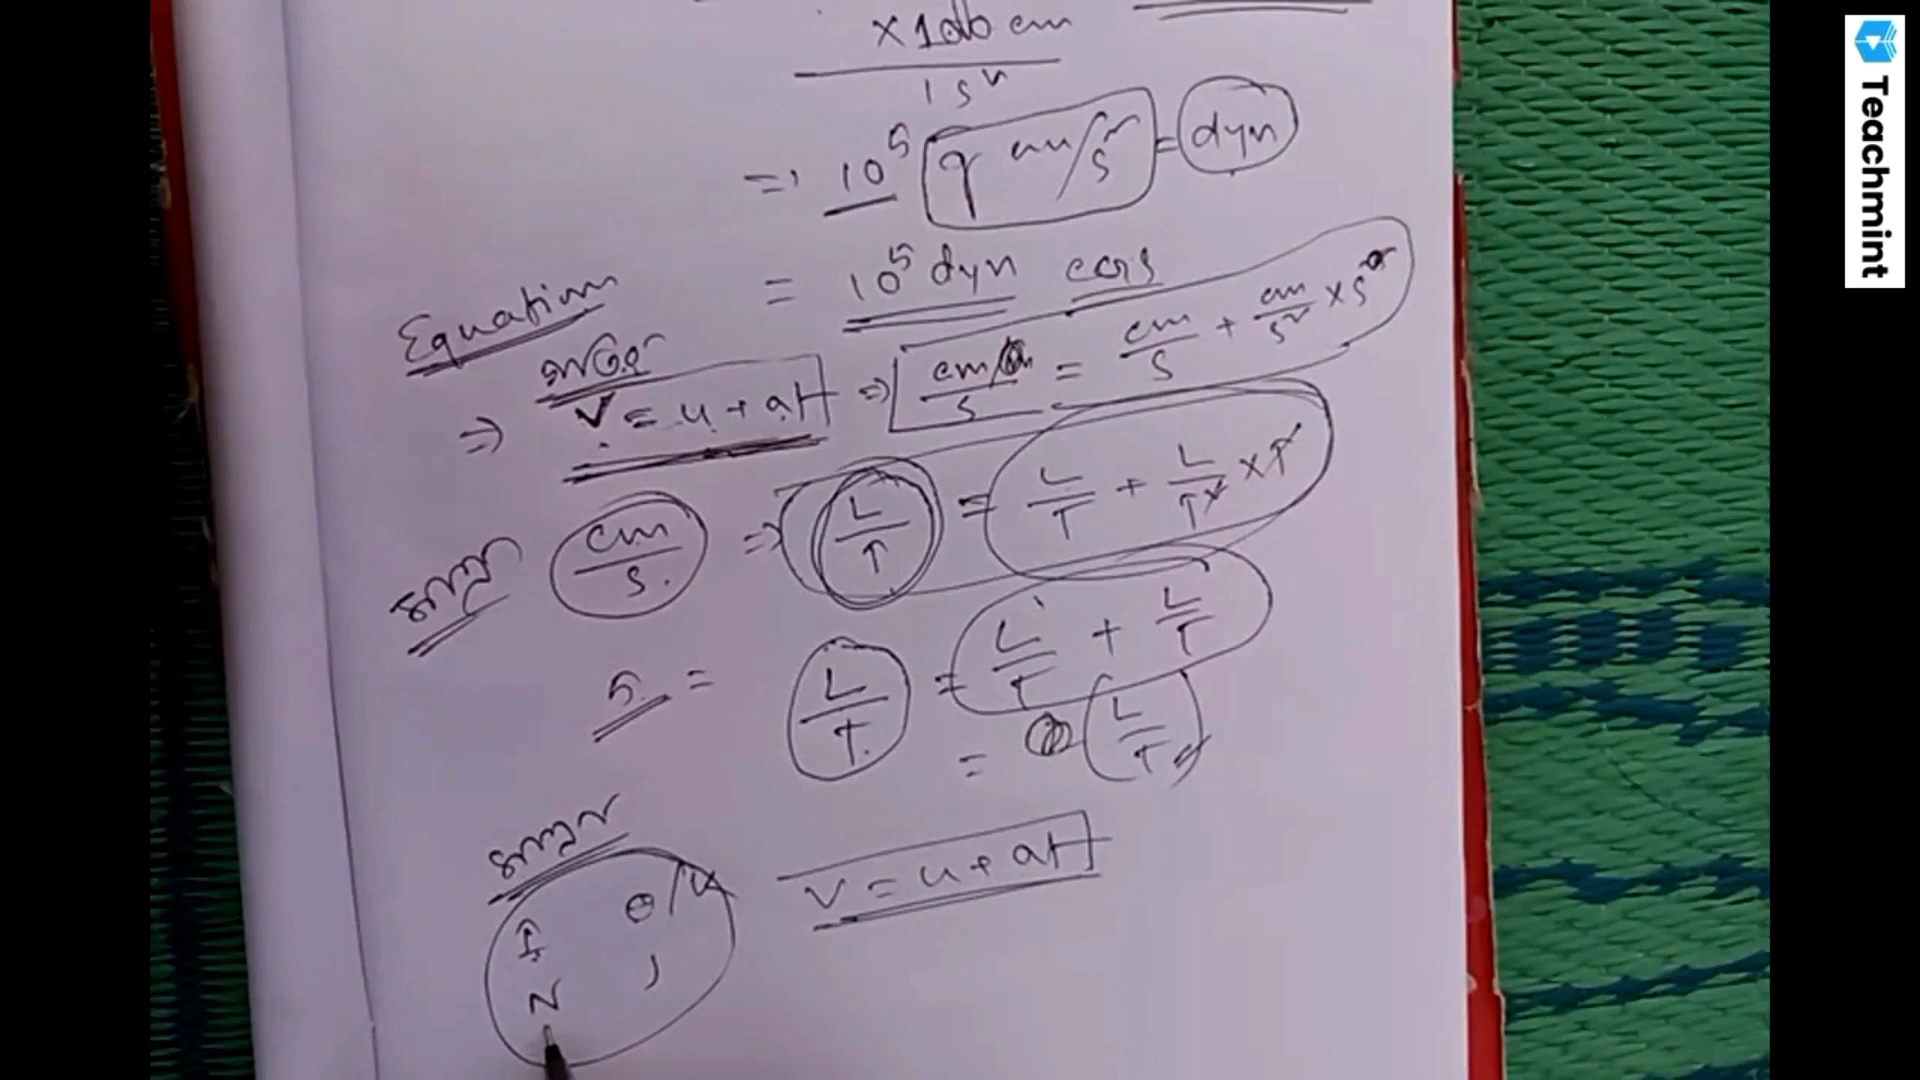 × 100 cm
1 s²
=> 10⁵ g cm/s² = dyn
= 10⁵ dyn CGS
Equation
=> v = u + at => cm/s = cm/s + cm/s² × s
cm/s => L/T = L/T + L/T² × T
L/T = L/T + L/T
= L/T
θ/
v = u + at
I
J
N
Teachmint